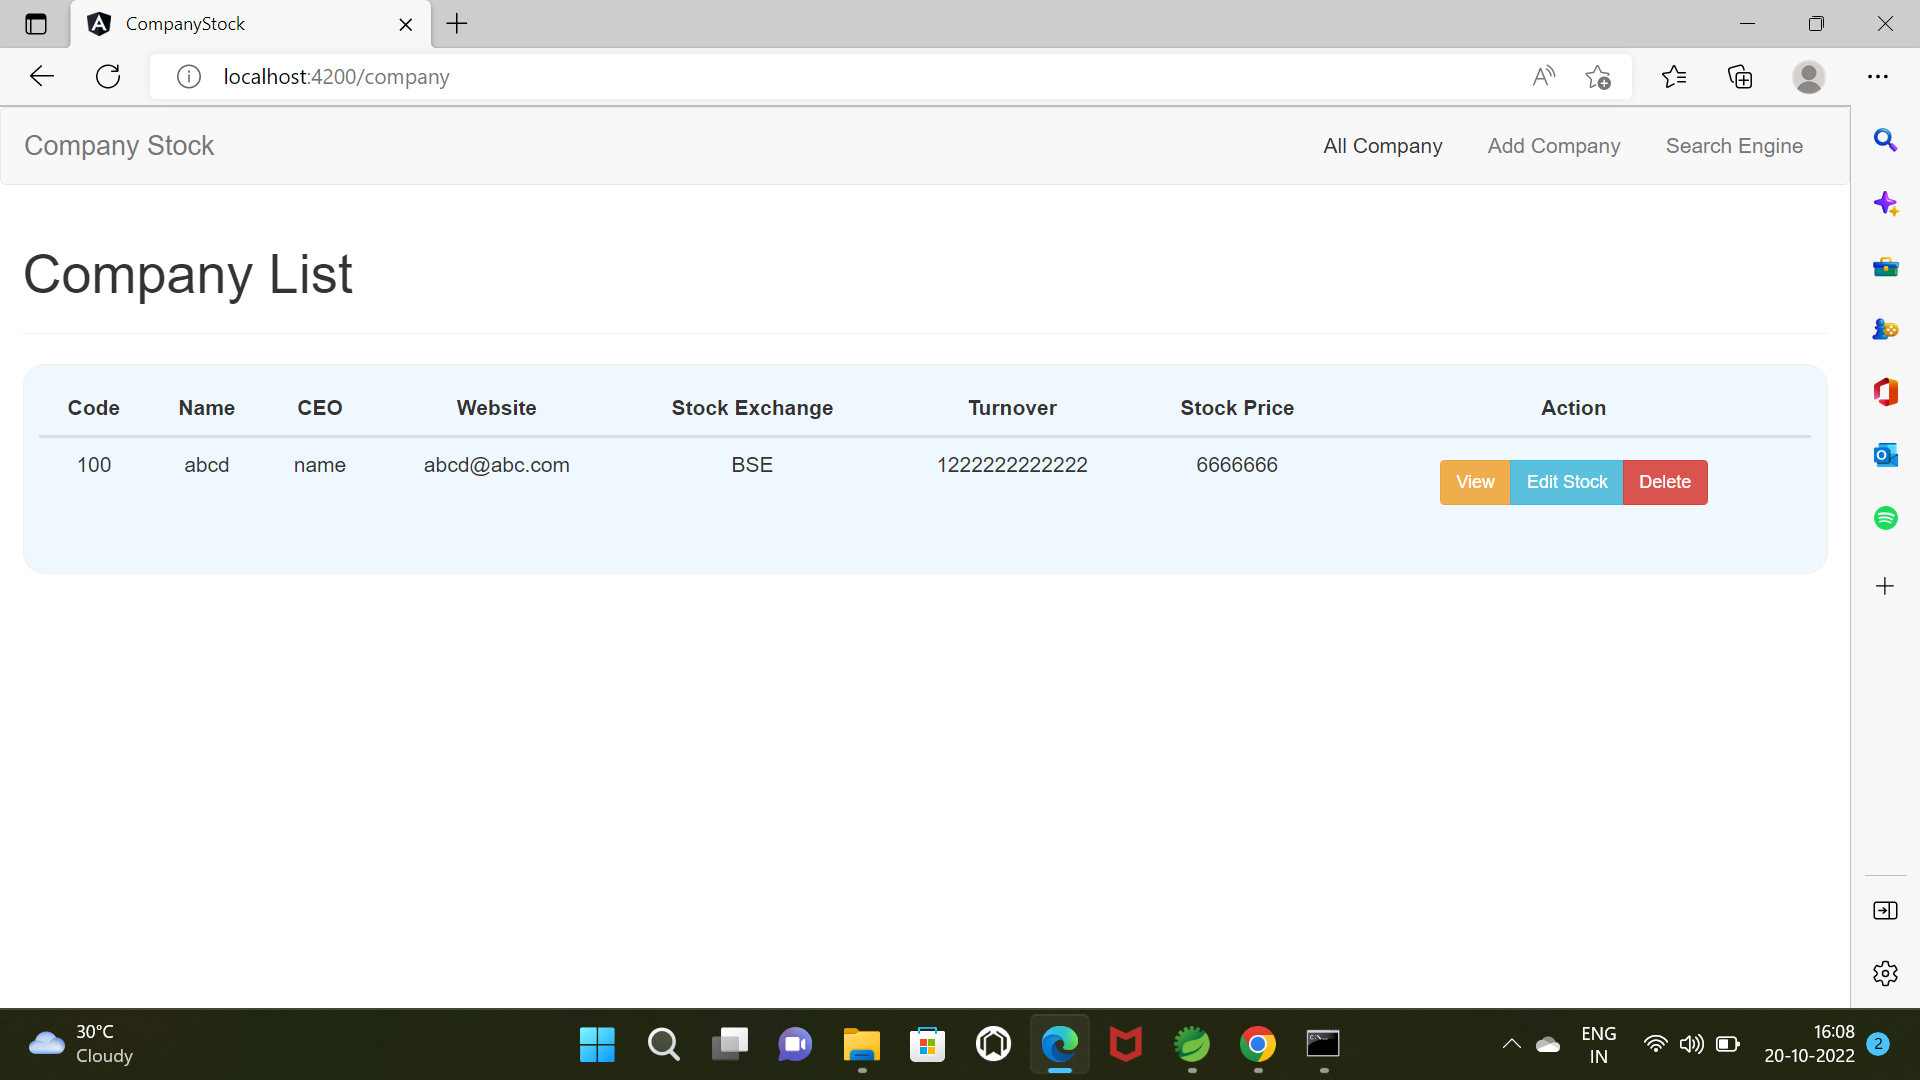 CompanyStock
localhost:4200/company
Company Stock
All Company Add Company Search Engine
Company List
Code Name CEO Website Stock Exchange Turnover Stock Price Action
100 abcd name abcd@abc.com BSE 1222222222222 6666666 View Edit Stock Delete
30°C
Cloudy
ENG
IN
16:08
20-10-2022
2